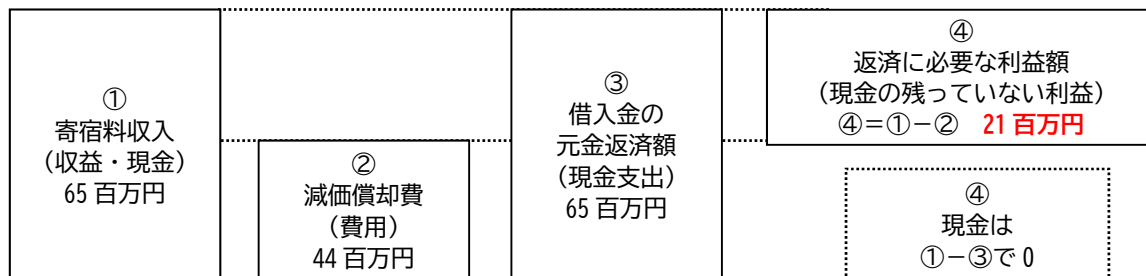 ①
寄宿料収入
(収益・現金)
65 百万円
②
減価償却費
(費用)
44 百万円
③
借入金の
元金返済額
(現金支出)
65 百万円
④
返済に必要な利益額
(現金の残っていない利益)
④=①-② 21 百万円
④
現金は
①-③で 0